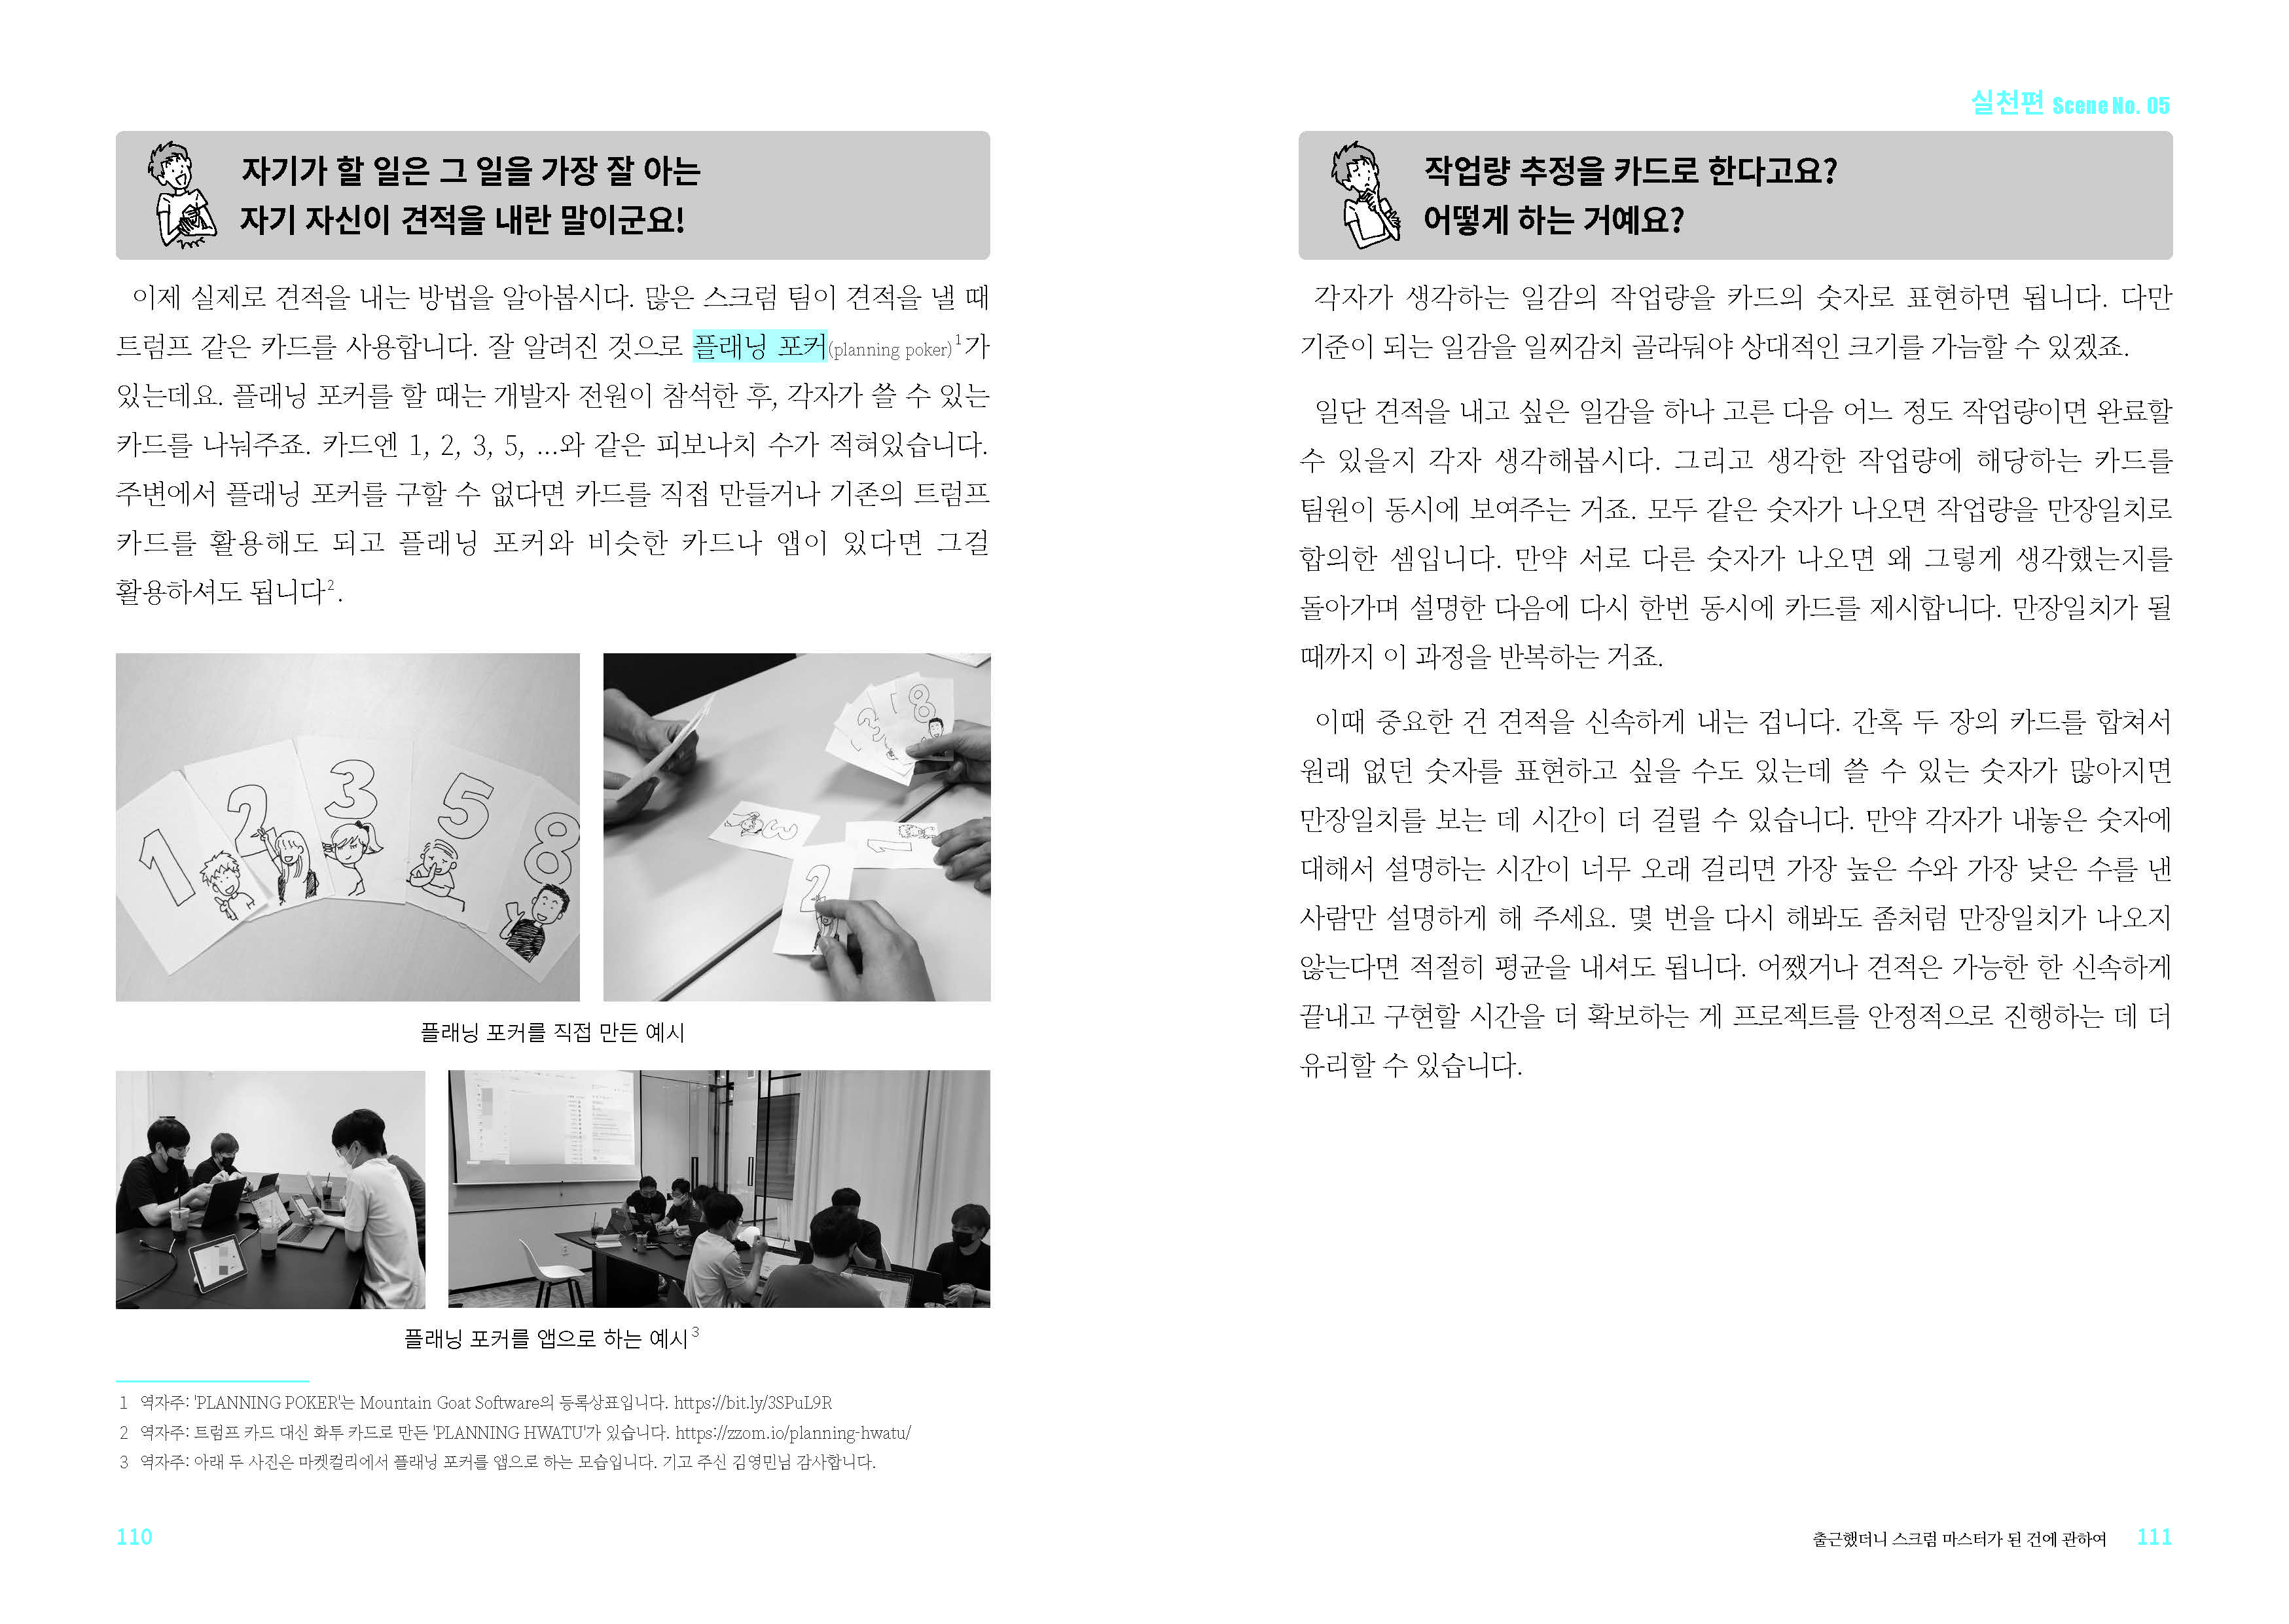 자기가 할 일은 그 일을 가장 잘 아는
자기 자신이 견적을 내란 말이군요!
이제 실제로 견적을 내는 방법을 알아봅시다. 많은 스크럼 팀이 견적을 낼 때
트럼프 같은 카드를 사용합니다. 잘 알려진 것으로 플래닝 포커(planning poker)1가
있는데요. 플래닝 포커를 할 때는 개발자 전원이 참석한 후, 각자가 쓸 수 있는
카드를 나눠주죠. 카드엔 1, 2, 3, 5, ...와 같은 피보나치 수가 적혀있습니다.
주변에서 플래닝 포커를 구할 수 없다면 카드를 직접 만들거나 기존의 트럼프
카드를 활용해도 되고 플래닝 포커와 비슷한 카드나 앱이 있다면 그걸
활용하셔도 됩니다2.
1
2
3
5
8
3
1
8
3
1
2
플래닝 포커를 직접 만든 예시
플래닝 포커를 앱으로 하는 예시3
1 역자주: 'PLANNING POKER'는 Mountain Goat Software의 등록상표입니다. https://bit.ly/3SPuL9R
2 역자주: 트럼프 카드 대신 화투 카드로 만든 'PLANNING HWATU'가 있습니다. https://zzom.io/planning-hwatu/
3 역자주: 아래 두 사진은 마켓컬리에서 플래닝 포커를 앱으로 하는 모습입니다. 기고 주신 김영민님 감사합니다.
110
실천편 Scene No. 05
작업량 추정을 카드로 한다고요?
어떻게 하는 거예요?
각자가 생각하는 일감의 작업량을 카드의 숫자로 표현하면 됩니다. 다만
기준이 되는 일감을 일찌감치 골라둬야 상대적인 크기를 가늠할 수 있겠죠.
일단 견적을 내고 싶은 일감을 하나 고른 다음 어느 정도 작업량이면 완료할
수 있을지 각자 생각해봅시다. 그리고 생각한 작업량에 해당하는 카드를
팀원이 동시에 보여주는 거죠. 모두 같은 숫자가 나오면 작업량을 만장일치로
합의한 셈입니다. 만약 서로 다른 숫자가 나오면 왜 그렇게 생각했는지를
돌아가며 설명한 다음에 다시 한번 동시에 카드를 제시합니다. 만장일치가 될
때까지 이 과정을 반복하는 거죠.
이때 중요한 건 견적을 신속하게 내는 겁니다. 간혹 두 장의 카드를 합쳐서
원래 없던 숫자를 표현하고 싶을 수도 있는데 쓸 수 있는 숫자가 많아지면
만장일치를 보는 데 시간이 더 걸릴 수 있습니다. 만약 각자가 내놓은 숫자에
대해서 설명하는 시간이 너무 오래 걸리면 가장 높은 수와 가장 낮은 수를 낸
사람만 설명하게 해 주세요. 몇 번을 다시 해봐도 좀처럼 만장일치가 나오지
않는다면 적절히 평균을 내셔도 됩니다. 어쨌거나 견적은 가능한 한 신속하게
끝내고 구현할 시간을 더 확보하는 게 프로젝트를 안정적으로 진행하는 데 더
유리할 수 있습니다.
출근했더니 스크럼 마스터가 된 건에 관하여 111